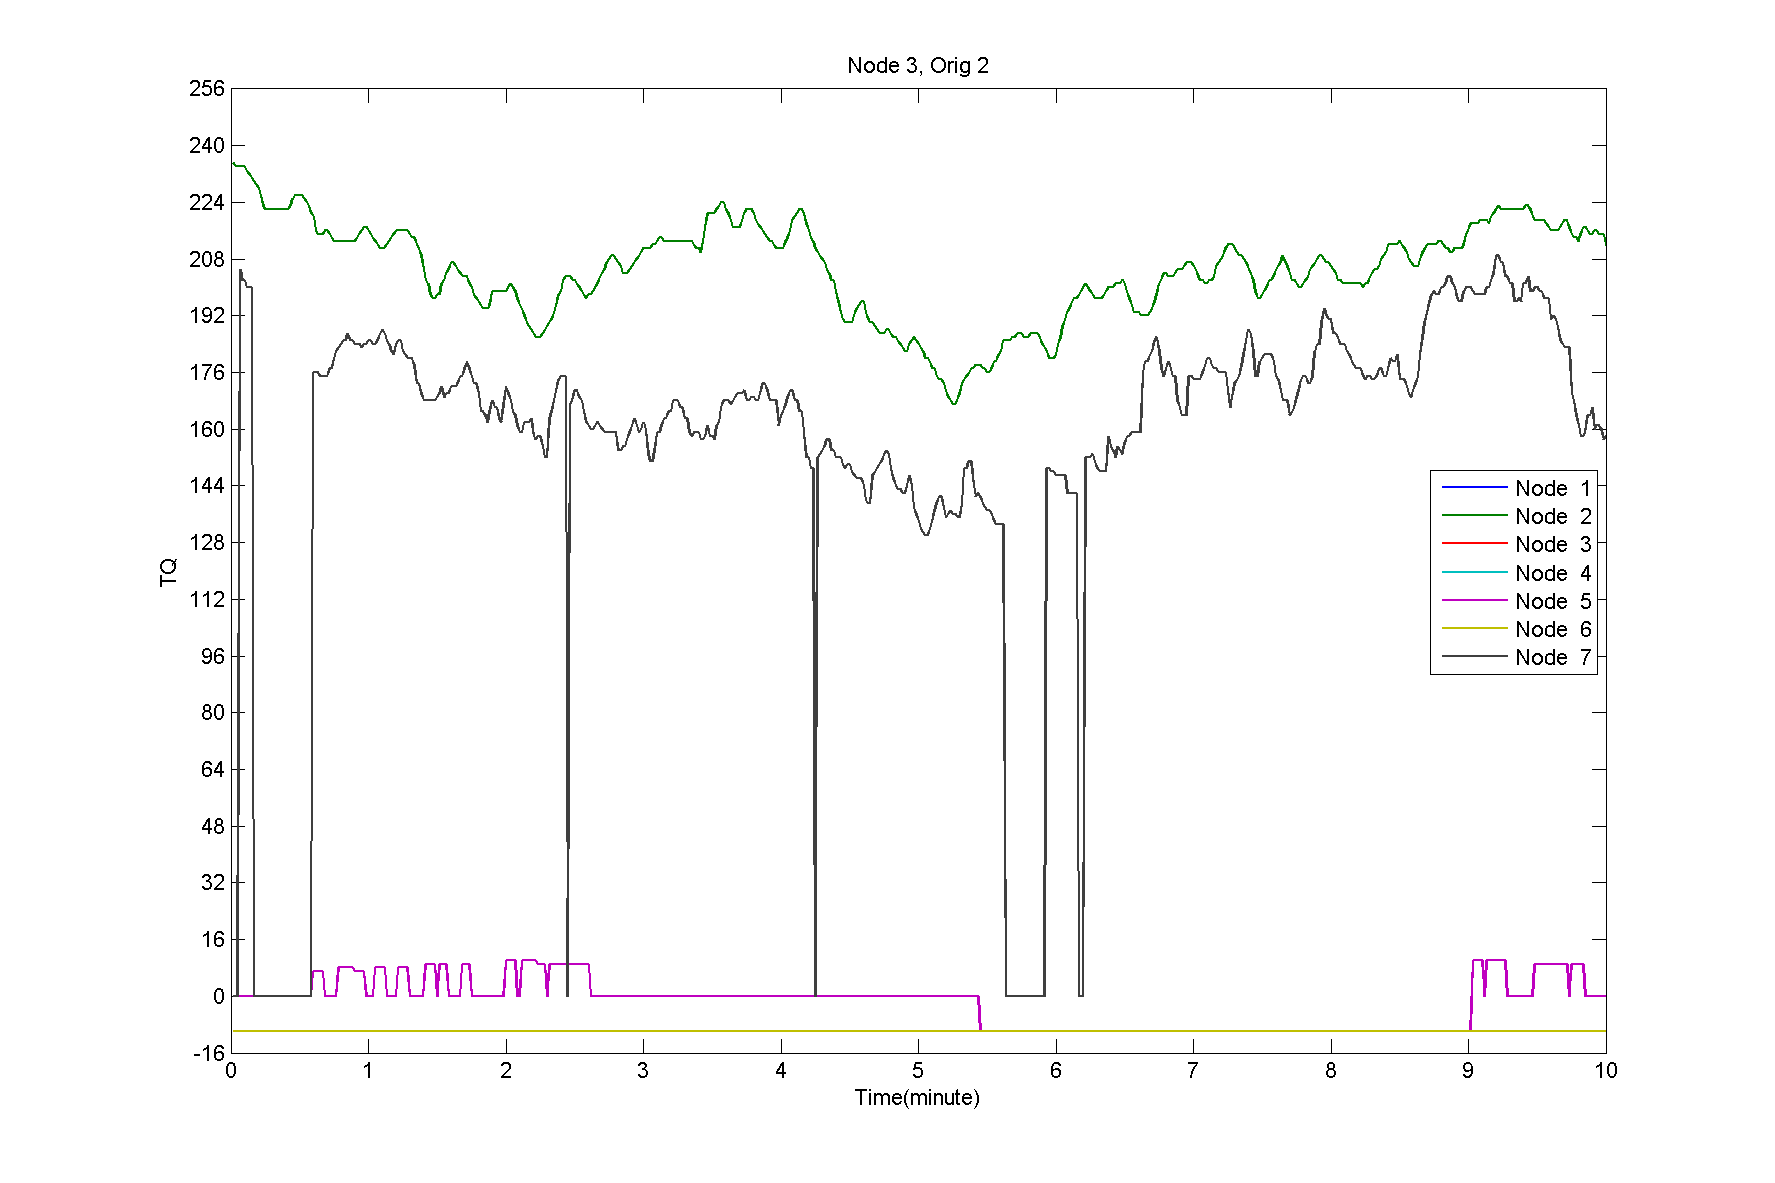 Node 3, Orig 2
256
240
224
208
192
176
160
144
128
112
96
80
64
48
32
16
0
-16
TQ
Node 1
Node 2
Node 3
Node 4
Node 5
Node 6
Node 7
0 1 2 3 4 5 6 7 8 9 10
Time(minute)